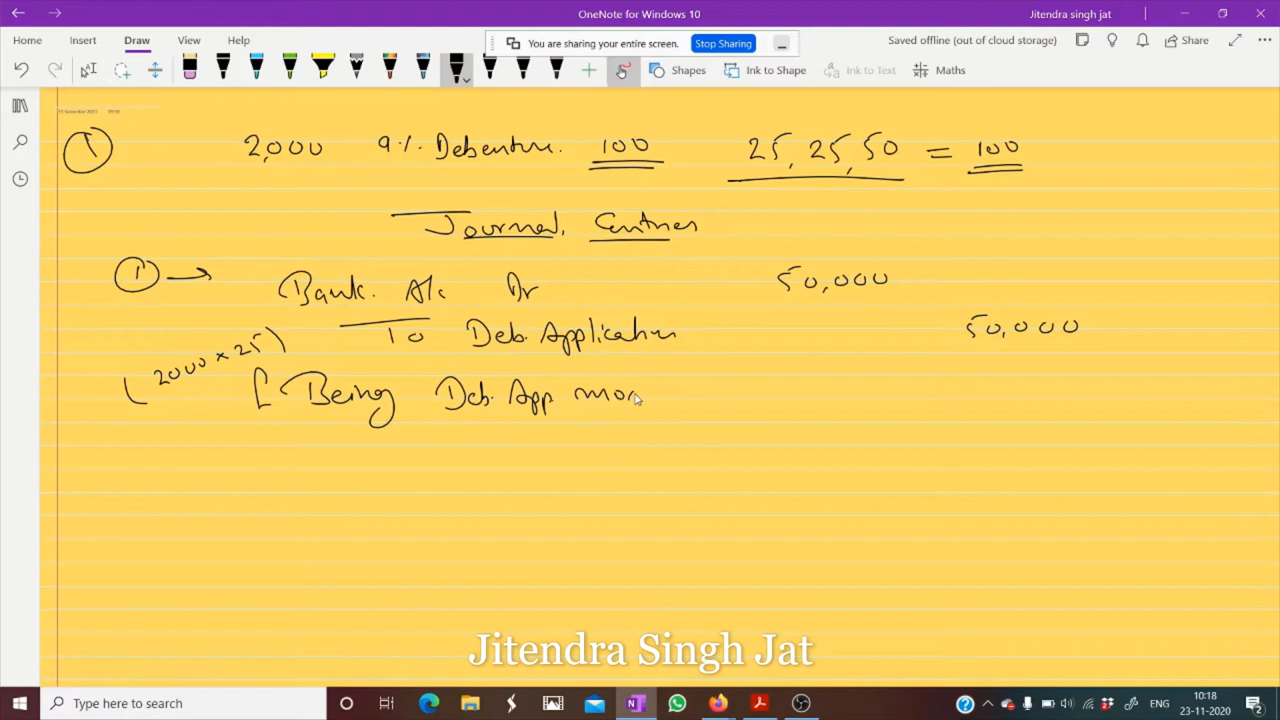 OneNote for Windows 10
Jitendra singh jat
Home Insert Draw View Help
You are sharing your entire screen. Stop Sharing
Saved offline (out of cloud storage)
Share
Shapes
Ink to Shape
Ink to Text
Maths
① 2,000 9% Debenture. 100 25, 25, 50 = 100
Journal. Entries
① → Bank. A/c Dr 50,000
To Deb. Application 50,000
(2000 × 25)
[Being Deb. App. mon
Jitendra Singh Jat
Type here to search
ENG
10:18
23-11-2020
2